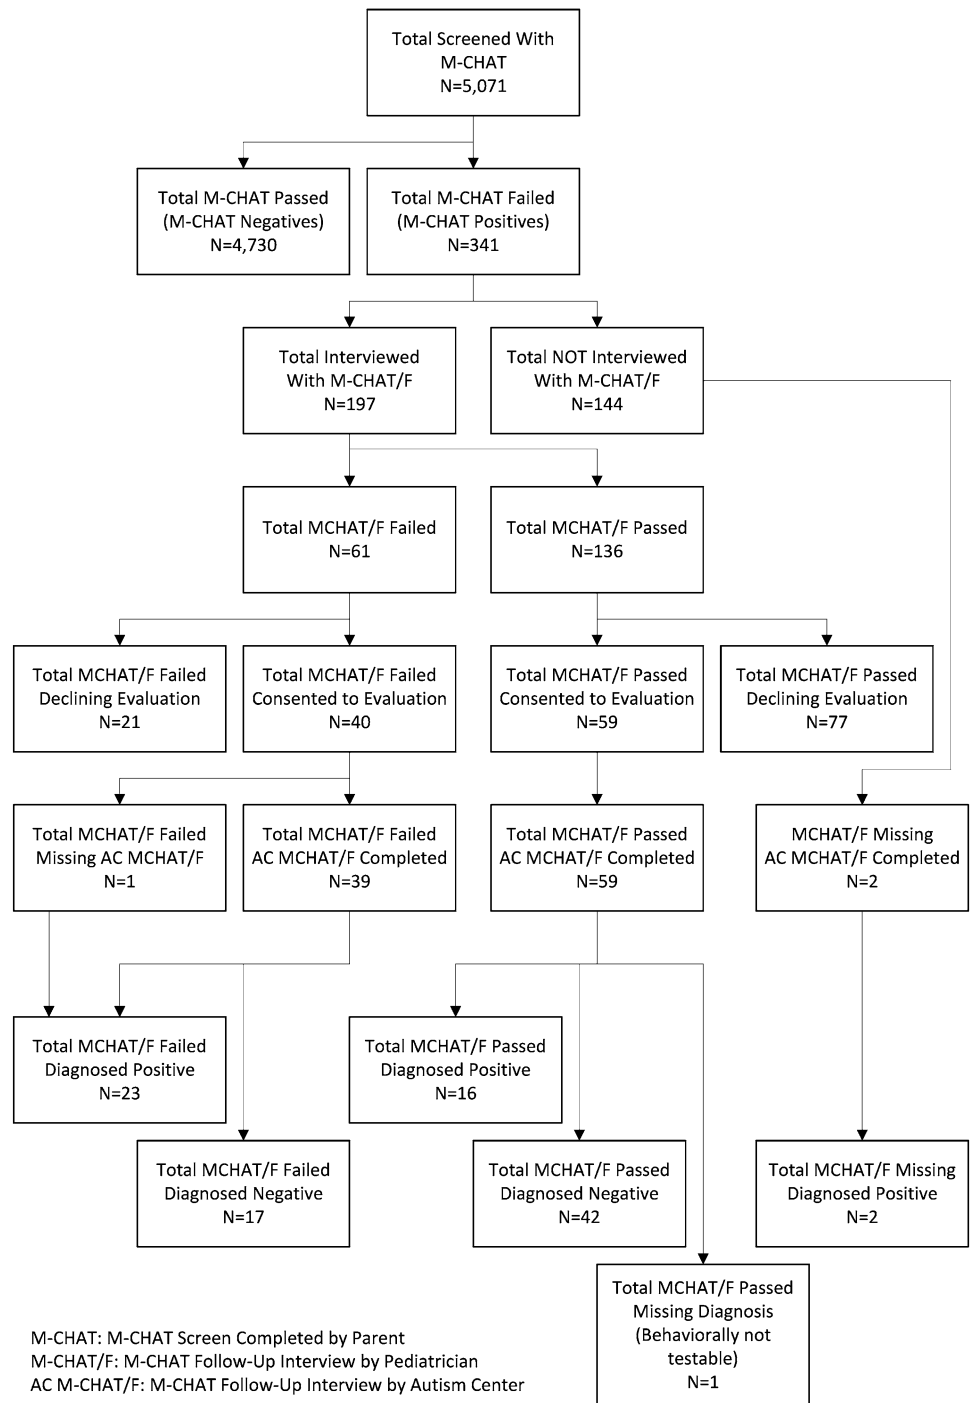 Total Screened With
M-CHAT
N=5,071
Total M-CHAT Passed
(M-CHAT Negatives)
N=4,730
Total M-CHAT Failed
(M-CHAT Positives)
N=341
Total Interviewed
With M-CHAT/F
N=197
Total NOT Interviewed
With M-CHAT/F
N=144
Total MCHAT/F Failed
N=61
Total MCHAT/F Passed
N=136
Total MCHAT/F Failed
Declining Evaluation
N=21
Total MCHAT/F Failed
Consented to Evaluation
N=40
Total MCHAT/F Passed
Consented to Evaluation
N=59
Total MCHAT/F Passed
Declining Evaluation
N=77
Total MCHAT/F Failed
Missing AC MCHAT/F
N=1
Total MCHAT/F Failed
AC MCHAT/F Completed
N=39
Total MCHAT/F Passed
AC MCHAT/F Completed
N=59
MCHAT/F Missing
AC MCHAT/F Completed
N=2
Total MCHAT/F Failed
Diagnosed Positive
N=23
Total MCHAT/F Passed
Diagnosed Positive
N=16
Total MCHAT/F Failed
Diagnosed Negative
N=17
Total MCHAT/F Passed
Diagnosed Negative
N=42
Total MCHAT/F Missing
Diagnosed Positive
N=2
Total MCHAT/F Passed
Missing Diagnosis
(Behaviorally not
testable)
N=1
M-CHAT: M-CHAT Screen Completed by Parent
M-CHAT/F: M-CHAT Follow-Up Interview by Pediatrician
AC M-CHAT/F: M-CHAT Follow-Up Interview by Autism Center